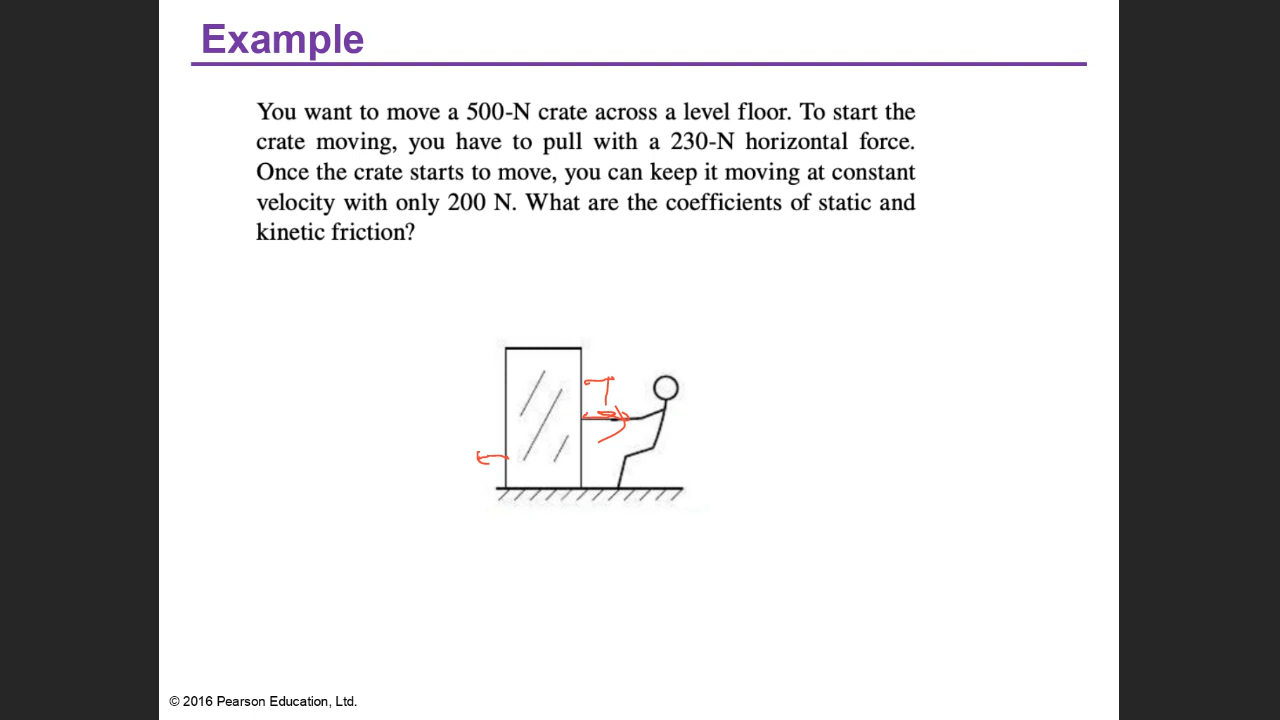 Example
You want to move a 500-N crate across a level floor. To start the
crate moving, you have to pull with a 230-N horizontal force.
Once the crate starts to move, you can keep it moving at constant
velocity with only 200 N. What are the coefficients of static and
kinetic friction?
T
© 2016 Pearson Education, Ltd.